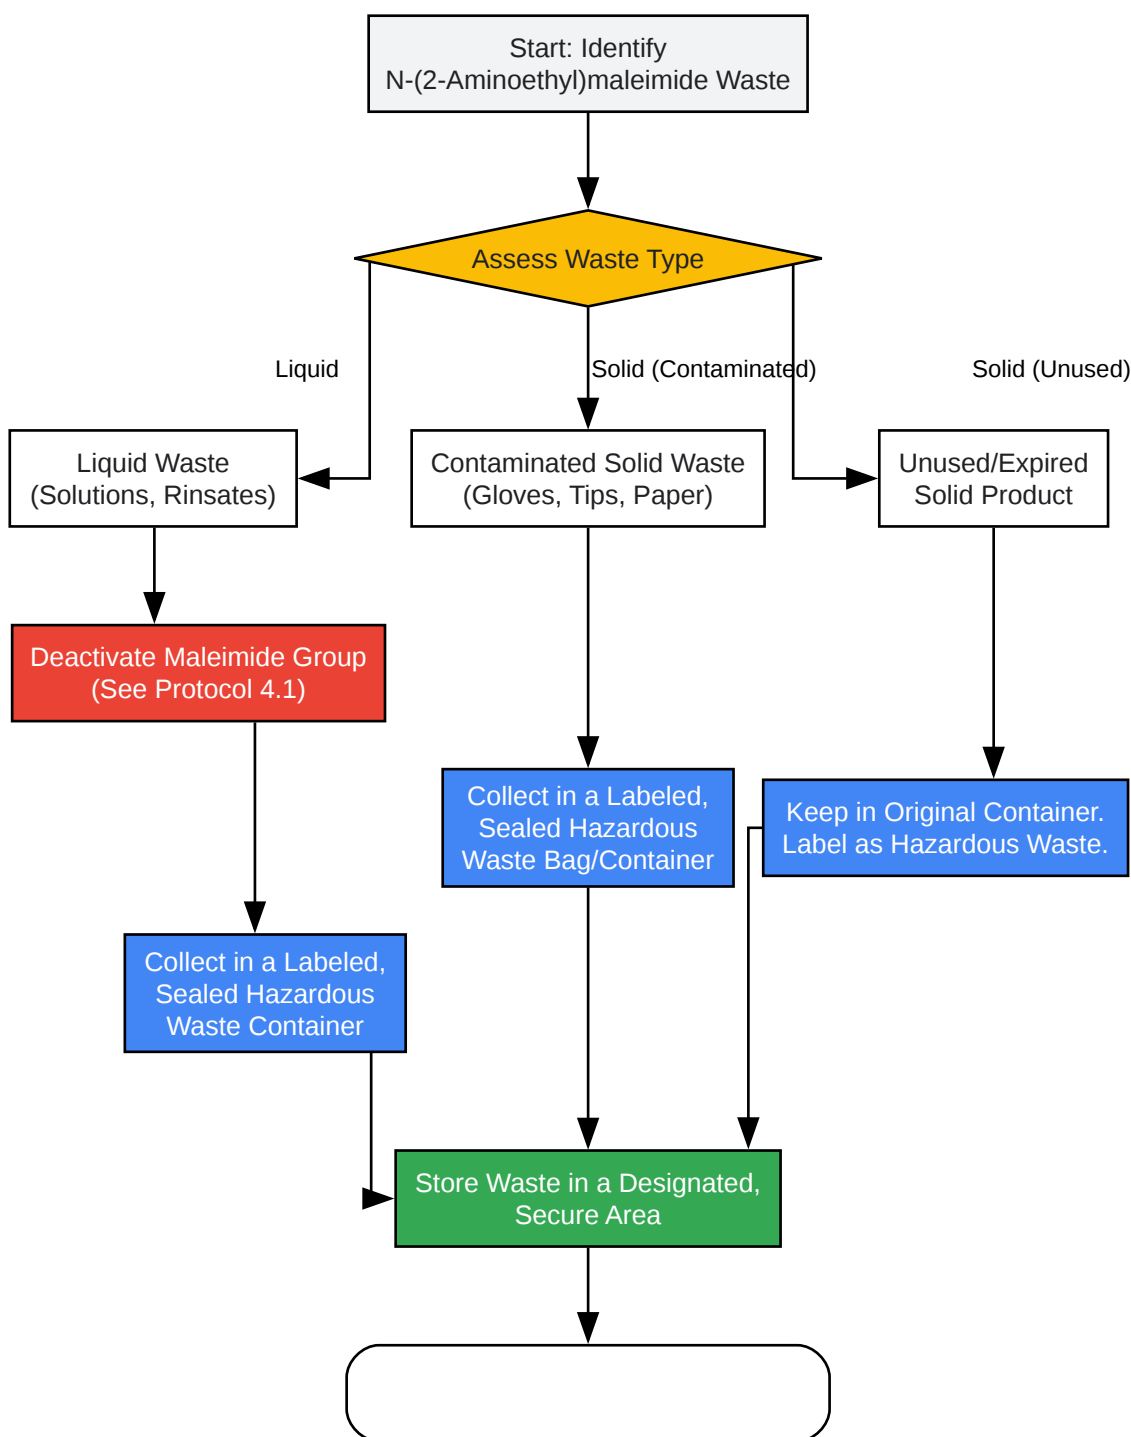 Start: Identify
N-(2-Aminoethyl)maleimide Waste
Assess Waste Type
Liquid
Solid (Contaminated)
Solid (Unused)
Liquid Waste
(Solutions, Rinsates)
Contaminated Solid Waste
(Gloves, Tips, Paper)
Unused/Expired
Solid Product
Deactivate Maleimide Group
(See Protocol 4.1)
Collect in a Labeled,
Sealed Hazardous
Waste Bag/Container
Keep in Original Container.
Label as Hazardous Waste.
Collect in a Labeled,
Sealed Hazardous
Waste Container
Store Waste in a Designated,
Secure Area